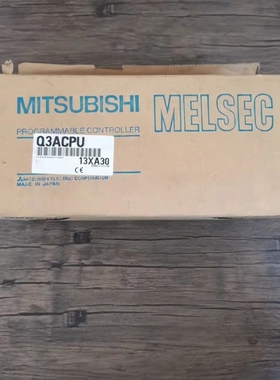 MITSUBISHI
MELSEC
PROGRAMMABLE CONTROLLER
Q3ACPU
13XA30
CE
MITSUBISHI ELECTRIC CORPORATION
MADE IN JAPAN